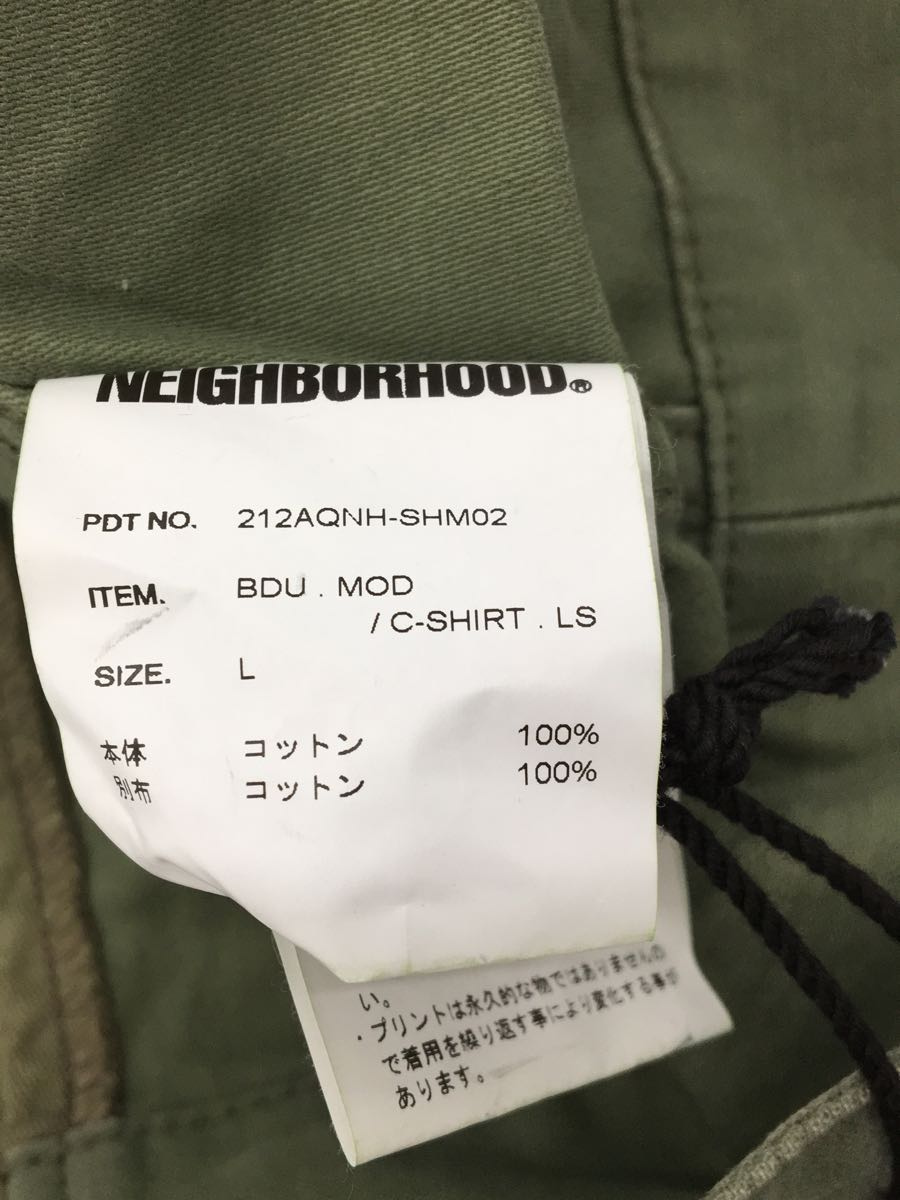 NEIGHBORHOOD®
PDT NO. 212AQNH-SHM02
ITEM. BDU . MOD
/ C-SHIRT . LS
SIZE. L
本体 コットン 100%
別布 コットン 100%
い。
・プリントは永久的な物ではありませんの
で着用を繰り返す事により変化する事が
あります。